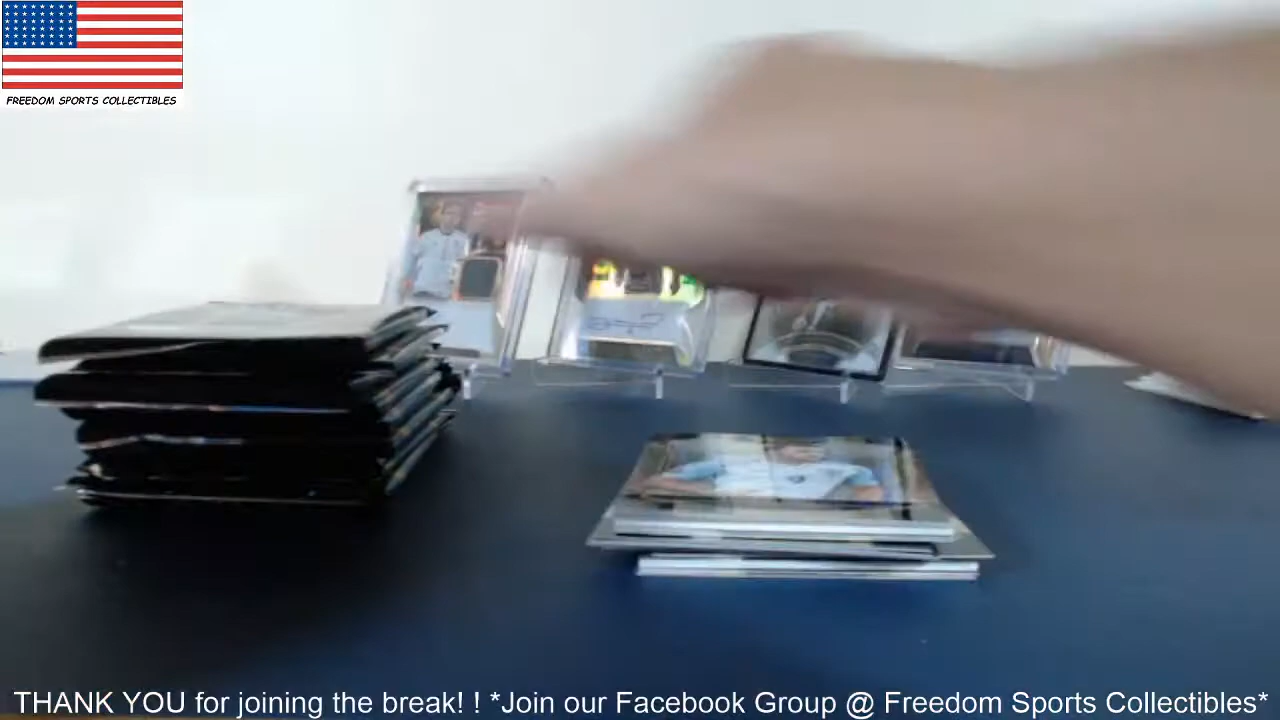 FREEDOM SPORTS COLLECTIBLES
THANK YOU for joining the break! ! *Join our Facebook Group @ Freedom Sports Collectibles*